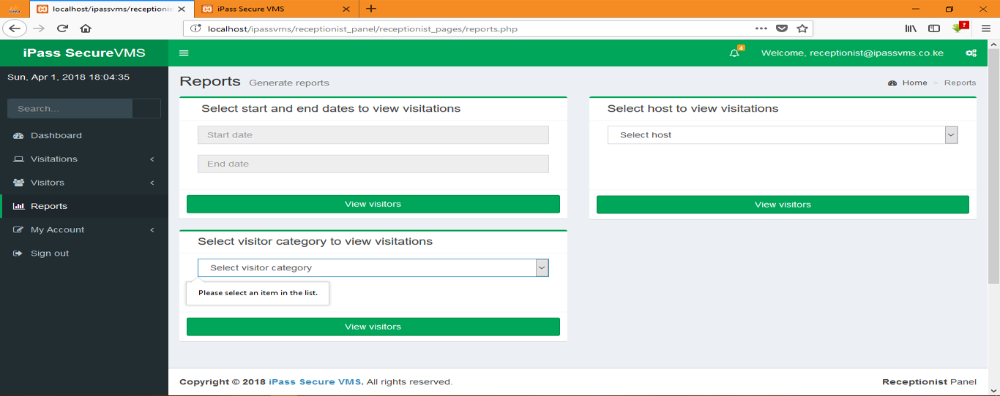 localhost/ipassvms/receptionis
iPass Secure VMS
localhost/ipassvms/receptionist_panel/receptionist_pages/reports.php
iPass SecureVMS
4
Welcome, receptionist@ipassvms.co.ke
Sun, Apr 1, 2018 18:04:35
Search...
Dashboard
Visitations
Visitors
Reports
My Account
Sign out
Reports Generate reports
Home > Reports
Select start and end dates to view visitations
Start date
End date
View visitors
Select host to view visitations
Select host
View visitors
Select visitor category to view visitations
Select visitor category
Please select an item in the list.
View visitors
Copyright © 2018 iPass Secure VMS. All rights reserved.
Receptionist Panel